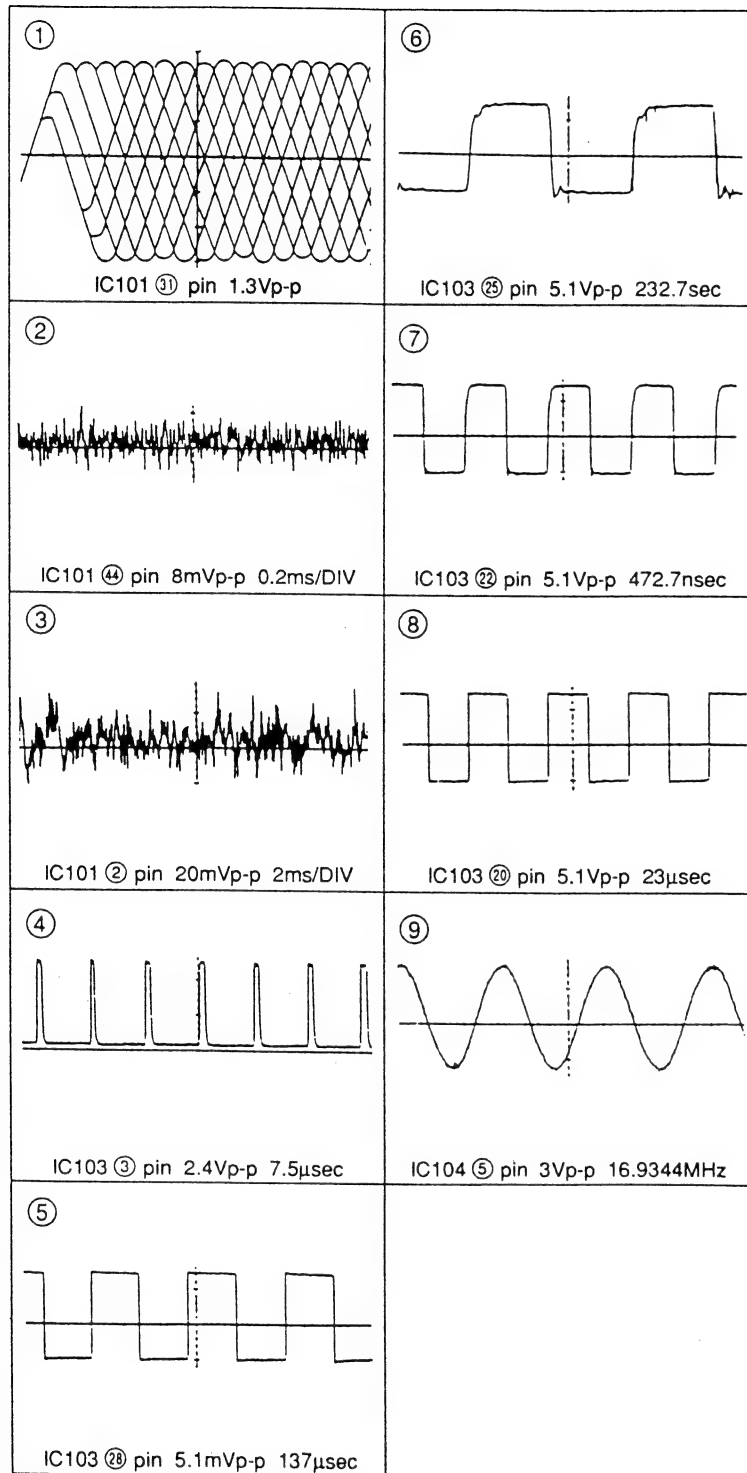 ①
IC101 ㉛ pin 1.3Vp-p
②
IC101 ㊹ pin 8mVp-p 0.2ms/DIV
③
IC101 ② pin 20mVp-p 2ms/DIV
④
IC103 ③ pin 2.4Vp-p 7.5μsec
⑤
IC103 ㉘ pin 5.1mVp-p 137μsec
⑥
IC103 ㉕ pin 5.1Vp-p 232.7sec
⑦
IC103 ㉒ pin 5.1Vp-p 472.7nsec
⑧
IC103 ⑳ pin 5.1Vp-p 23μsec
⑨
IC104 ⑤ pin 3Vp-p 16.9344MHz